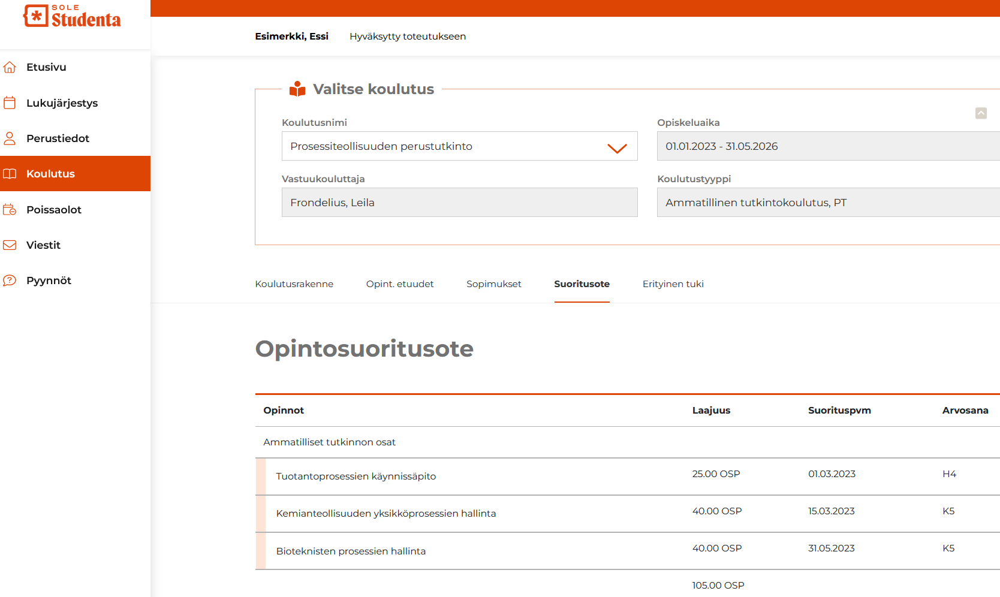 SOLE
Studenta
Etusivu
Lukujärjestys
Perustiedot
Koulutus
Poissaolot
Viestit
Pyynnöt
Esimerkki, Essi Hyväksytty toteutukseen
Valitse koulutus
Koulutusnimi Opiskeluaika
Prosessiteollisuuden perustutkinto 01.01.2023 - 31.05.2026
Vastuukouluttaja Koulutustyyppi
Frondelius, Leila Ammatillinen tutkintokoulutus, PT
Koulutusrakenne Opint. etuudet Sopimukset Suoritusote Erityinen tuki
Opintosuoritusote
Opinnot Laajuus Suorituspvm Arvosana
Ammatilliset tutkinnon osat
Tuotantoprosessien käynnissäpito 25.00 OSP 01.03.2023 H4
Kemianteollisuuden yksikköprosessien hallinta 40.00 OSP 15.03.2023 K5
Bioteknisten prosessien hallinta 40.00 OSP 31.05.2023 K5
105.00 OSP